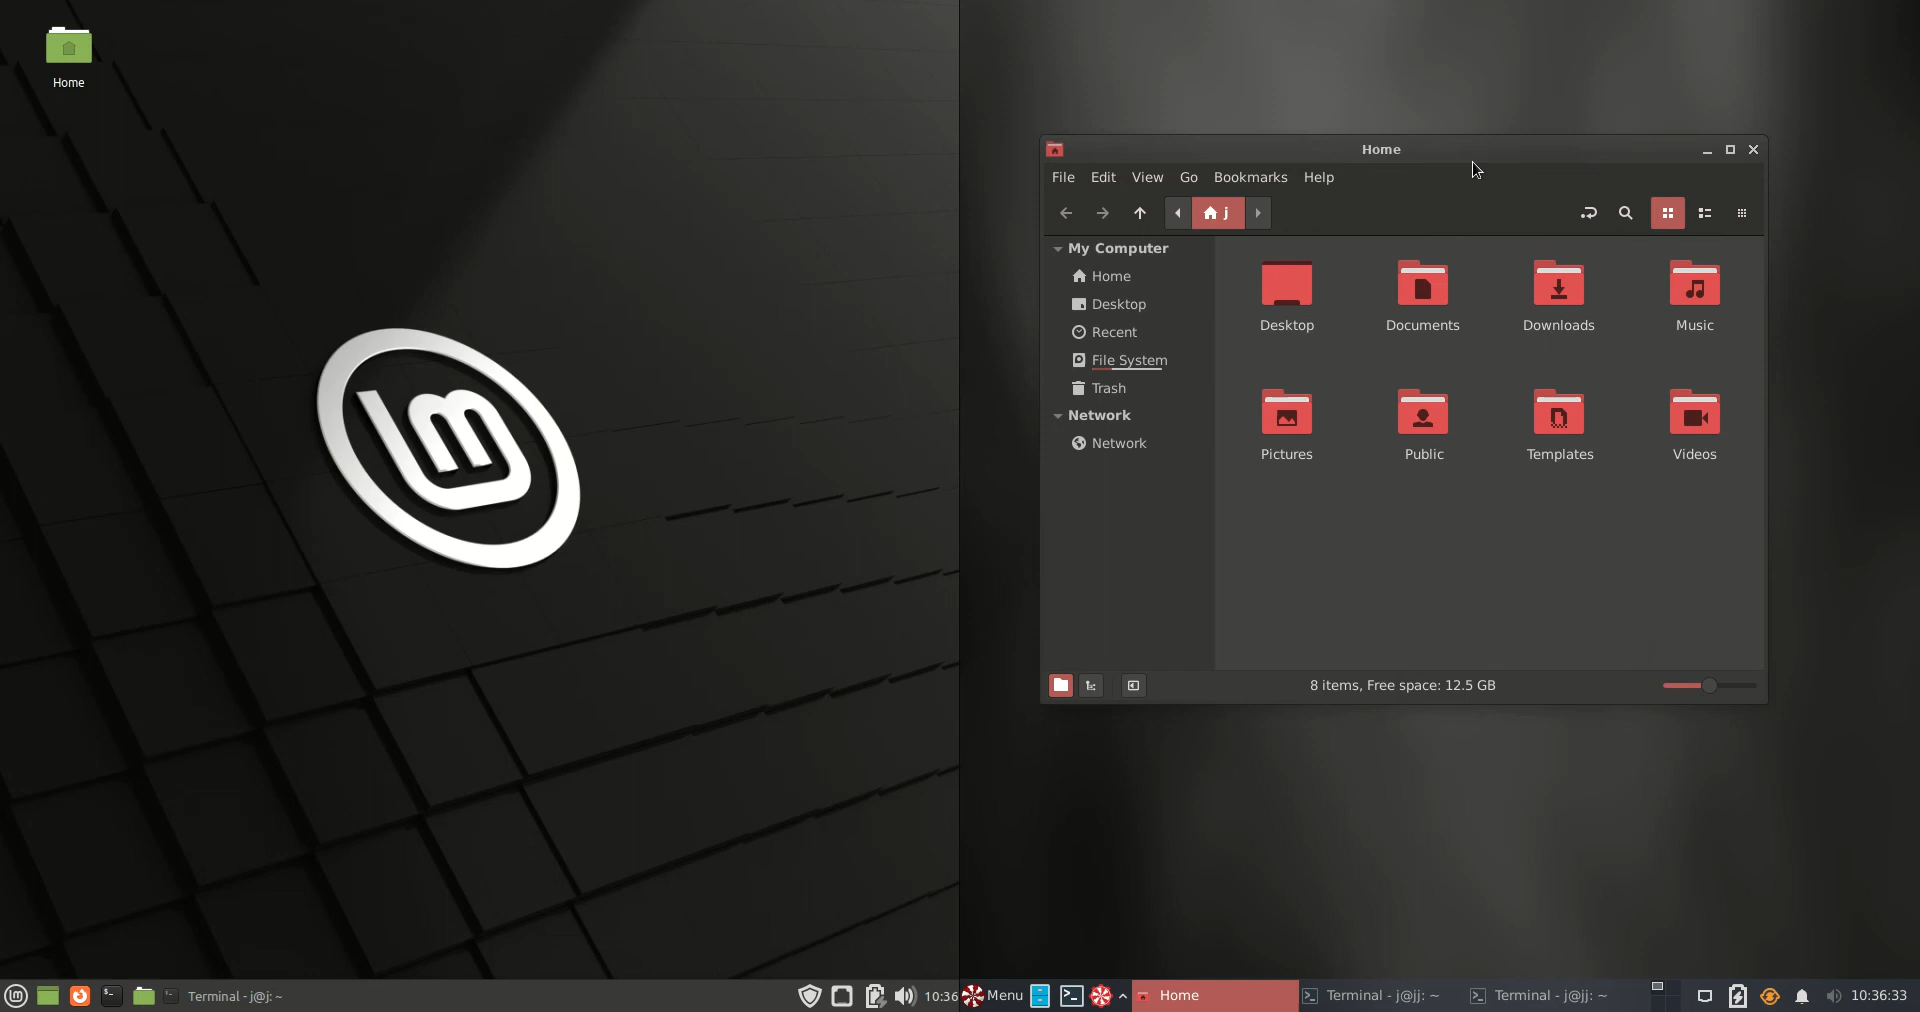 Home
Home
File Edit View Go Bookmarks Help
j
My Computer
Home
Desktop
Recent
File System
Trash
Network
Network
Desktop
Documents
Downloads
Music
Pictures
Public
Templates
Videos
8 items, Free space: 12.5 GB
Terminal - j@j: ~
10:36
Menu
Home
Terminal - j@jj: ~
Terminal - j@jj: ~
10:36:33